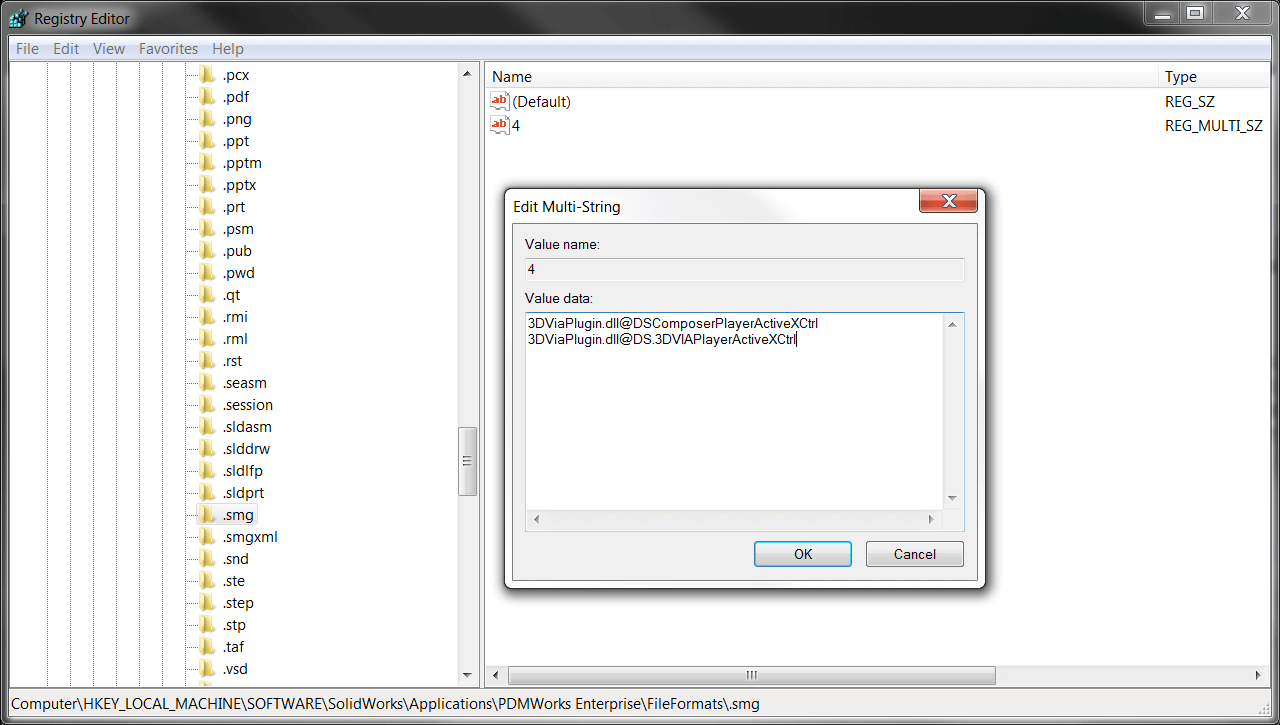 Registry Editor
File Edit View Favorites Help
.pcx
.pdf
.png
.ppt
.pptm
.pptx
.prt
.psm
.pub
.pwd
.qt
.rmi
.rml
.rst
.seasm
.session
.sldasm
.slddrw
.sldlfp
.sldprt
.smg
.smgxml
.snd
.ste
.step
.stp
.taf
.vsd
Name Type
ab (Default) REG_SZ
ab 4 REG_MULTI_SZ
Edit Multi-String
Value name:
4
Value data:
3DViaPlugin.dll@DSComposerPlayerActiveXCtrl
3DViaPlugin.dll@DS.3DVIAPlayerActiveXCtrl
OK Cancel
Computer\HKEY_LOCAL_MACHINE\SOFTWARE\SolidWorks\Applications\PDMWorks Enterprise\FileFormats\.smg